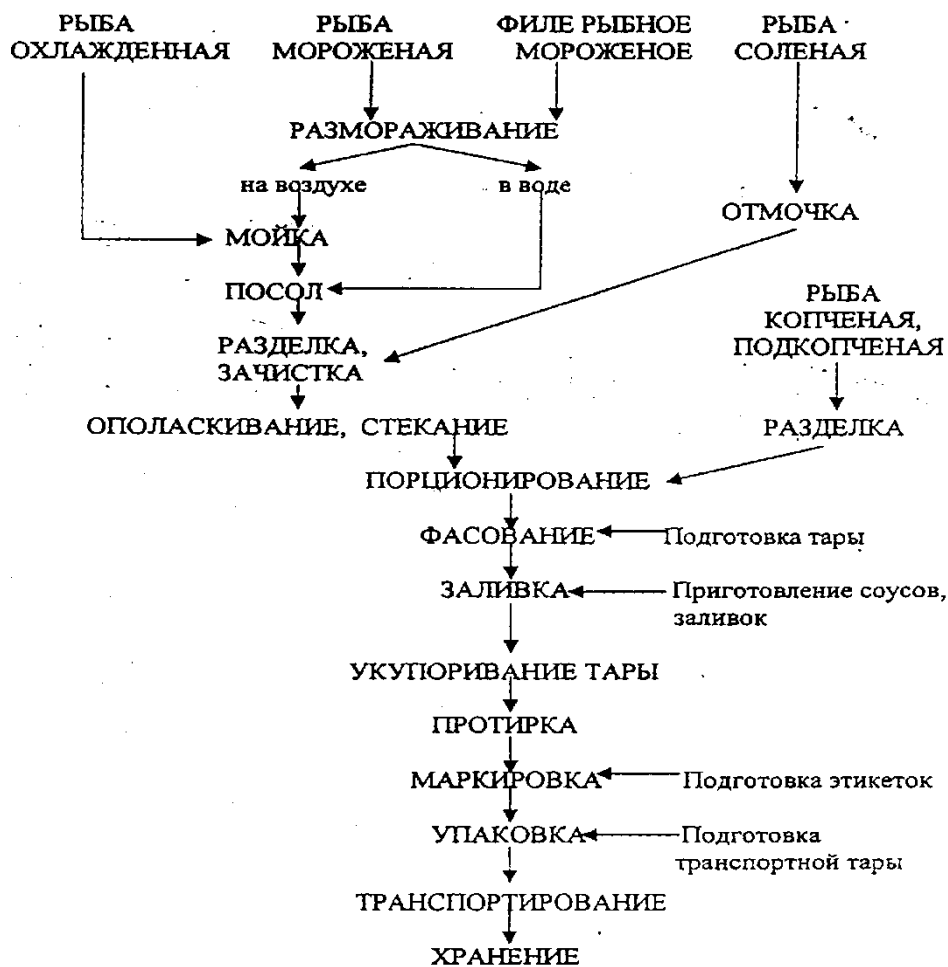 РЫБА
ОХЛАЖДЕННАЯ
РЫБА
МОРОЖЕНАЯ
ФИЛЕ РЫБНОЕ
МОРОЖЕНОЕ
РЫБА
СОЛЕНАЯ
РАЗМОРАЖИВАНИЕ
на воздухе
в воде
ОТМОЧКА
МОЙКА
ПОСОЛ
РЫБА
КОПЧЕНАЯ,
ПОДКОПЧЕНАЯ
РАЗДЕЛКА,
ЗАЧИСТКА
ОПОЛАСКИВАНИЕ, СТЕКАНИЕ
РАЗДЕЛКА
ПОРЦИОНИРОВАНИЕ
ФАСОВАНИЕ
Подготовка тары
ЗАЛИВКА
Приготовление соусов,
заливок
УКУПОРИВАНИЕ ТАРЫ
ПРОТИРКА
МАРКИРОВКА
Подготовка этикеток
УПАКОВКА
Подготовка
транспортной тары
ТРАНСПОРТИРОВАНИЕ
ХРАНЕНИЕ